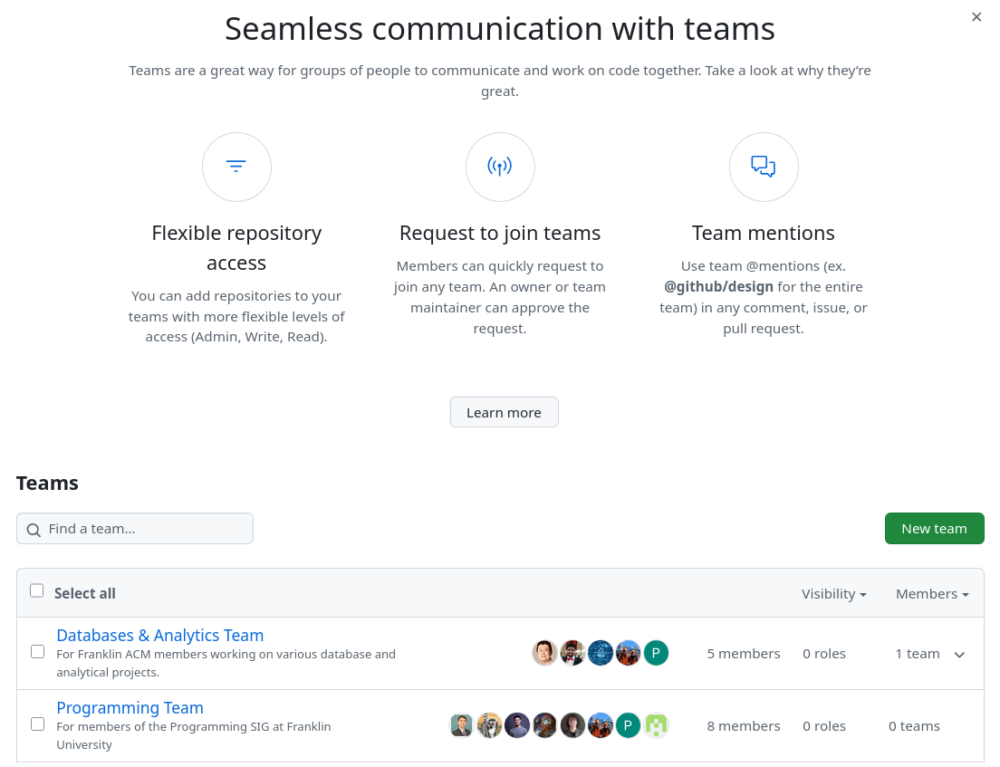 Seamless communication with teams
Teams are a great way for groups of people to communicate and work on code together. Take a look at why they’re
great.
Flexible repository
access
You can add repositories to your
teams with more flexible levels of
access (Admin, Write, Read).
Request to join teams
Members can quickly request to
join any team. An owner or team
maintainer can approve the
request.
Team mentions
Use team @mentions (ex.
@github/design for the entire
team) in any comment, issue, or
pull request.
Learn more
Teams
Find a team...
New team
Select all
Visibility
Members
Databases & Analytics Team
For Franklin ACM members working on various database and
analytical projects.
P
5 members
0 roles
1 team
Programming Team
For members of the Programming SIG at Franklin
University
P
8 members
0 roles
0 teams